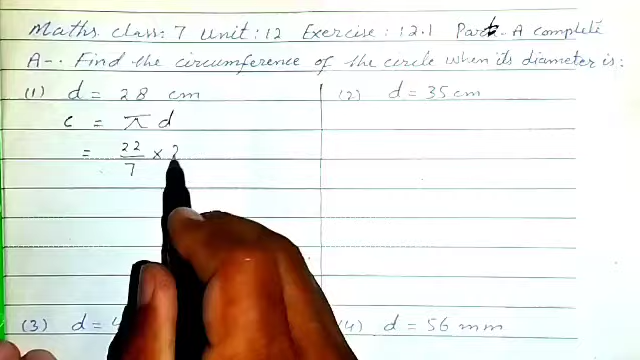 Maths class: 7 Unit: 12 Exercise: 12.1 Part A complete
A-. Find the circumference of the circle when its diameter is:
(1) d = 28 cm
c = π d
= 22/7 × 2
(2) d = 35 cm
(3) d = 4
(4) d = 56 mm